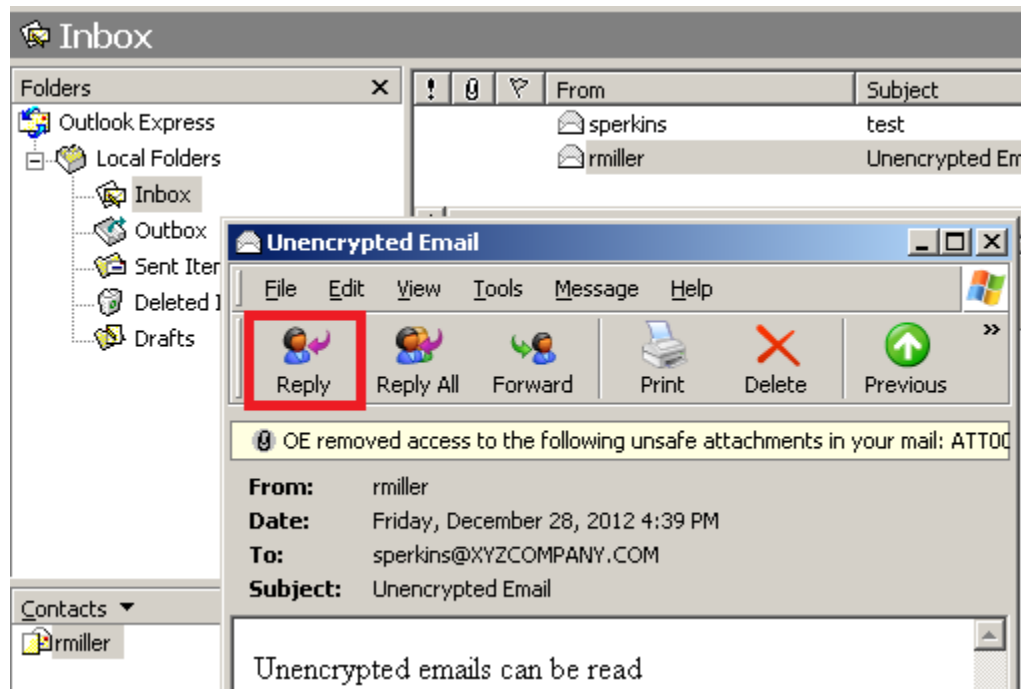 Inbox
Folders
! From Subject
Outlook Express
sperkins test
Local Folders
rmiller Unencrypted
Inbox
Outbox
Sent
Deleted
Drafts
Unencrypted Email
File Edit View Tools Message Help
Reply Reply All Forward Print Delete Previous
OE removed access to the following unsafe attachments in your mail:
From: rmiller
Date: Friday, December 28, 2012 4:39 PM
To: sperkins@XYZCOMPANY.COM
Subject: Unencrypted Email
Contacts
rmiller
Unencrypted emails can be read